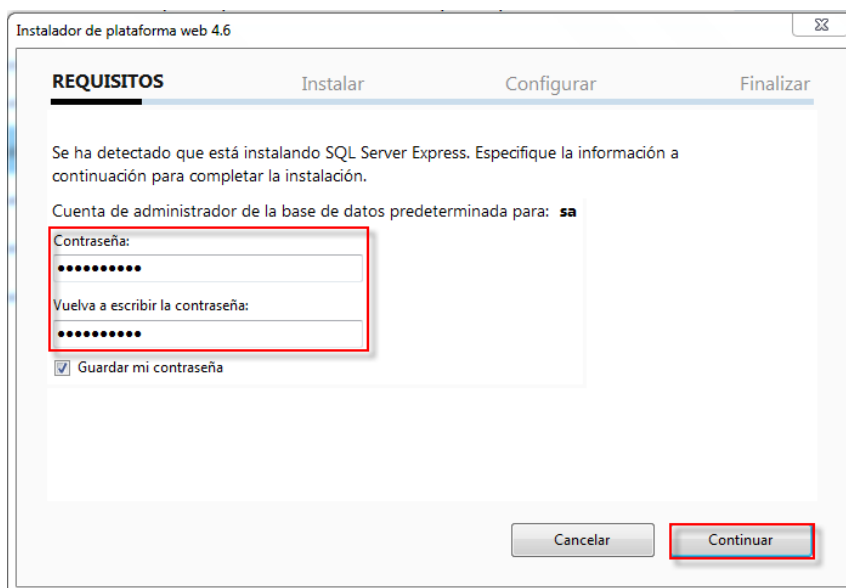 Instalador de plataforma web 4.6
REQUISITOS Instalar Configurar Finalizar
Se ha detectado que está instalando SQL Server Express. Especifique la información a
continuación para completar la instalación.
Cuenta de administrador de la base de datos predeterminada para: sa
Contraseña:
●●●●●●●●●●
Vuelva a escribir la contraseña:
●●●●●●●●●●
Guardar mi contraseña
Cancelar Continuar